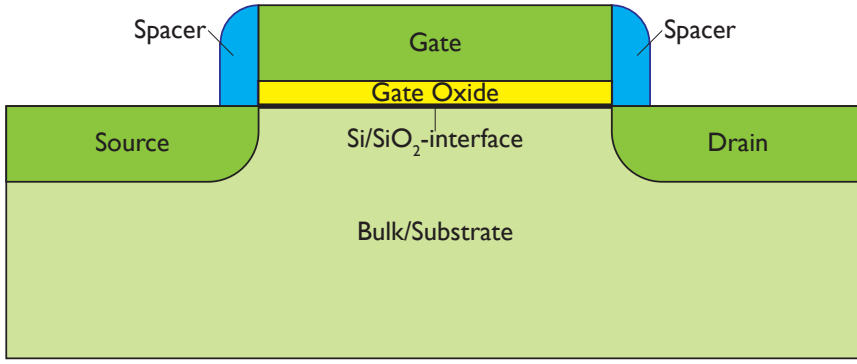 Spacer
Gate
Spacer
Gate Oxide
Source
Si/SiO₂-interface
Drain
Bulk/Substrate